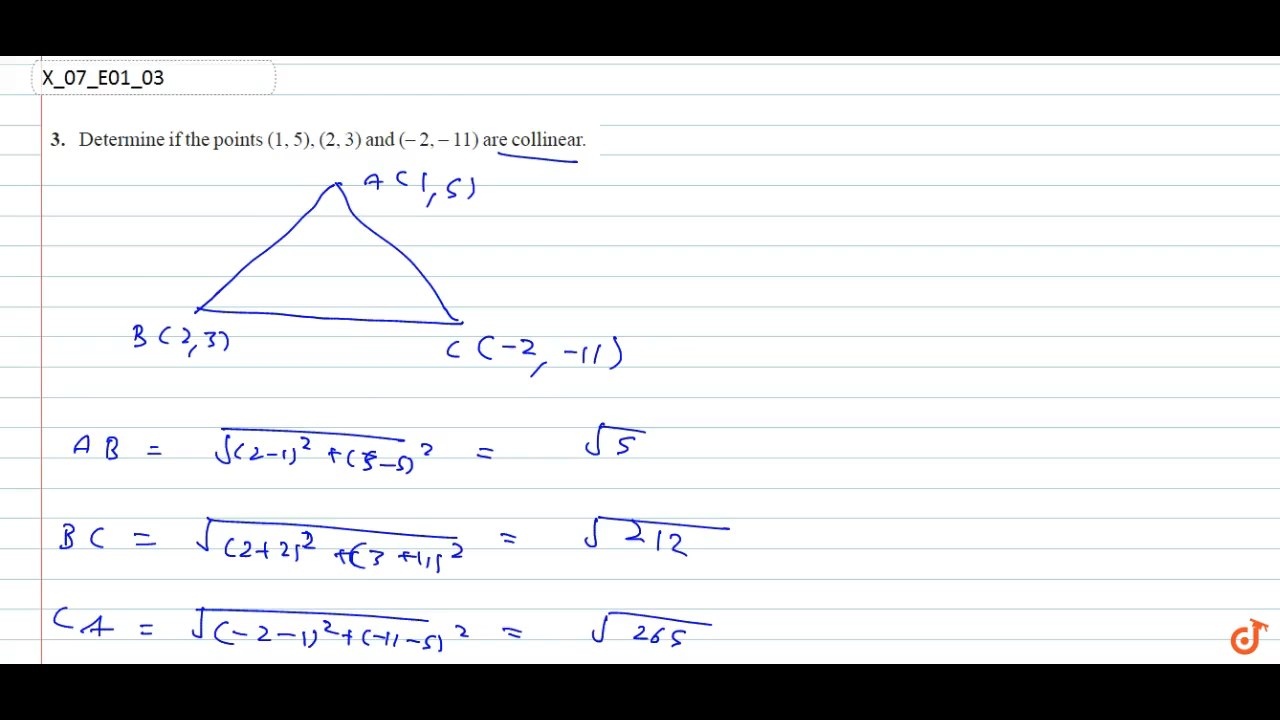 X_07_E01_03
3. Determine if the points (1, 5), (2, 3) and (– 2, – 11) are collinear.
A (1, 5)
B (2, 3)
C (-2, -11)
AB = √(2-1)² + (3-5)² = √5
BC = √(2+2)² + (3+11)² = √212
CA = √(-2-1)² + (-11-5)² = √265